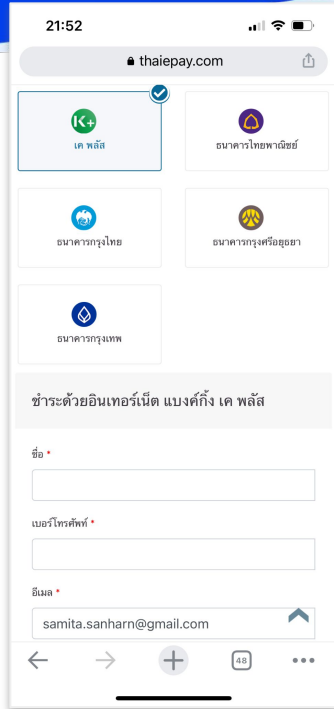 21:52
thaiepay.com
K+
เค พลัส
ธนาคารไทยพาณิชย์
ธนาคารกรุงไทย
ธนาคารกรุงศรีอยุธยา
ธนาคารกรุงเทพ
ชำระด้วยอินเทอร์เน็ต แบงค์กิ้ง เค พลัส
ชื่อ *
เบอร์โทรศัพท์ *
อีเมล *
samita.sanharn@gmail.com
48